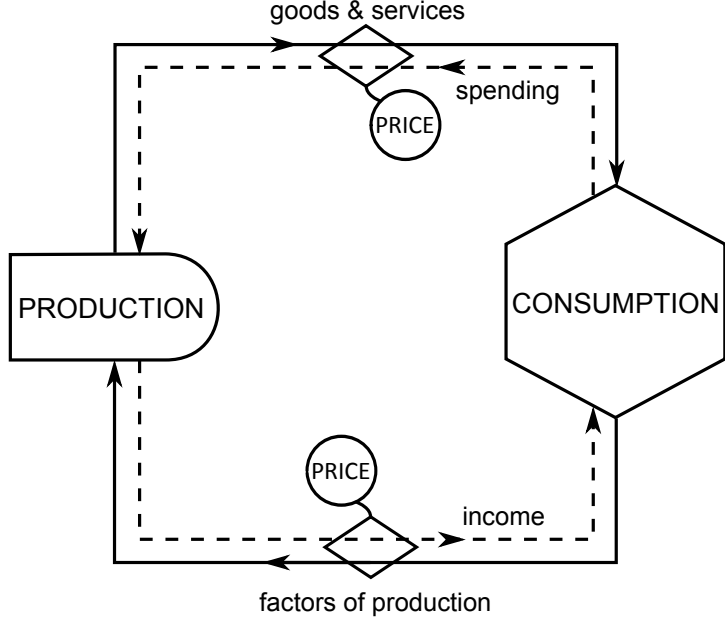 goods & services
spending
PRICE
PRODUCTION
CONSUMPTION
PRICE
income
factors of production